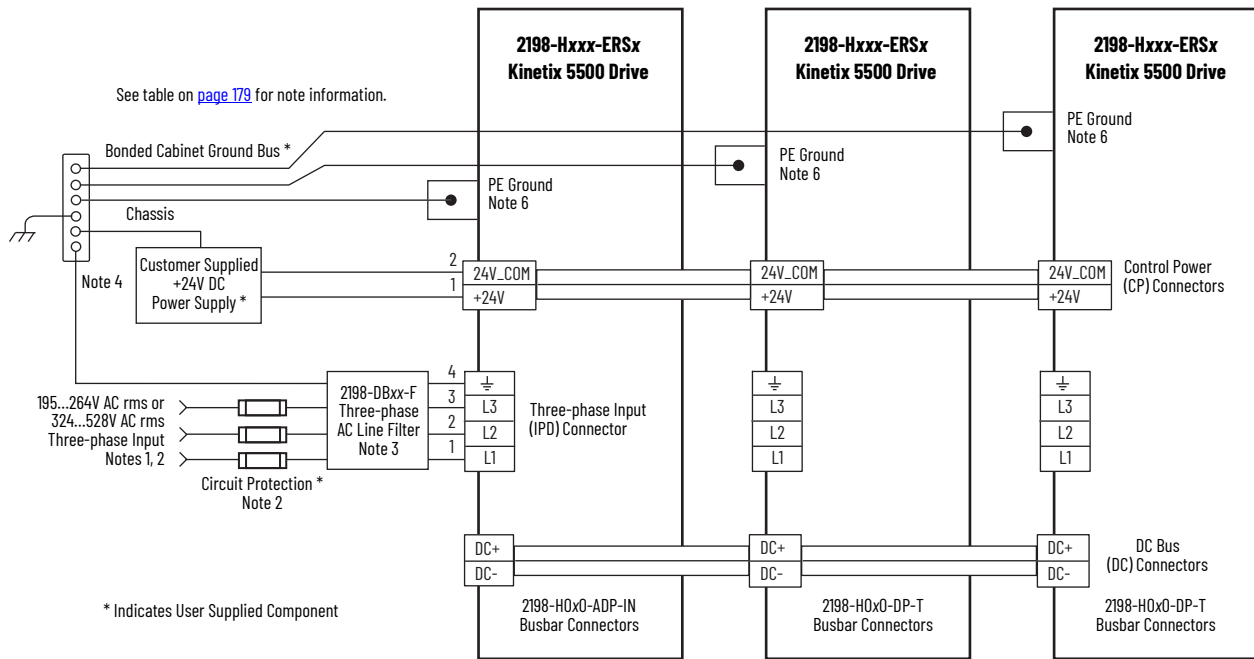 2198-Hxxx-ERSx
Kinetix 5500 Drive
2198-Hxxx-ERSx
Kinetix 5500 Drive
2198-Hxxx-ERSx
Kinetix 5500 Drive
See table on page 179 for note information.
Bonded Cabinet Ground Bus *
PE Ground
Note 6
PE Ground
Note 6
PE Ground
Note 6
Chassis
Note 4
Customer Supplied
+24V DC
Power Supply *
2
1
24V_COM
+24V
24V_COM
+24V
24V_COM
+24V
Control Power
(CP) Connectors
195...264V AC rms or
324...528V AC rms
Three-phase Input
Notes 1, 2
Circuit Protection *
Note 2
2198-DBxx-F
Three-phase
AC Line Filter
Note 3
4
3
2
1
L3
L2
L1
Three-phase Input
(IPD) Connector
L3
L2
L1
L3
L2
L1
DC+
DC-
DC+
DC-
DC+
DC-
DC Bus
(DC) Connectors
* Indicates User Supplied Component
2198-H0x0-ADP-IN
Busbar Connectors
2198-H0x0-DP-T
Busbar Connectors
2198-H0x0-DP-T
Busbar Connectors